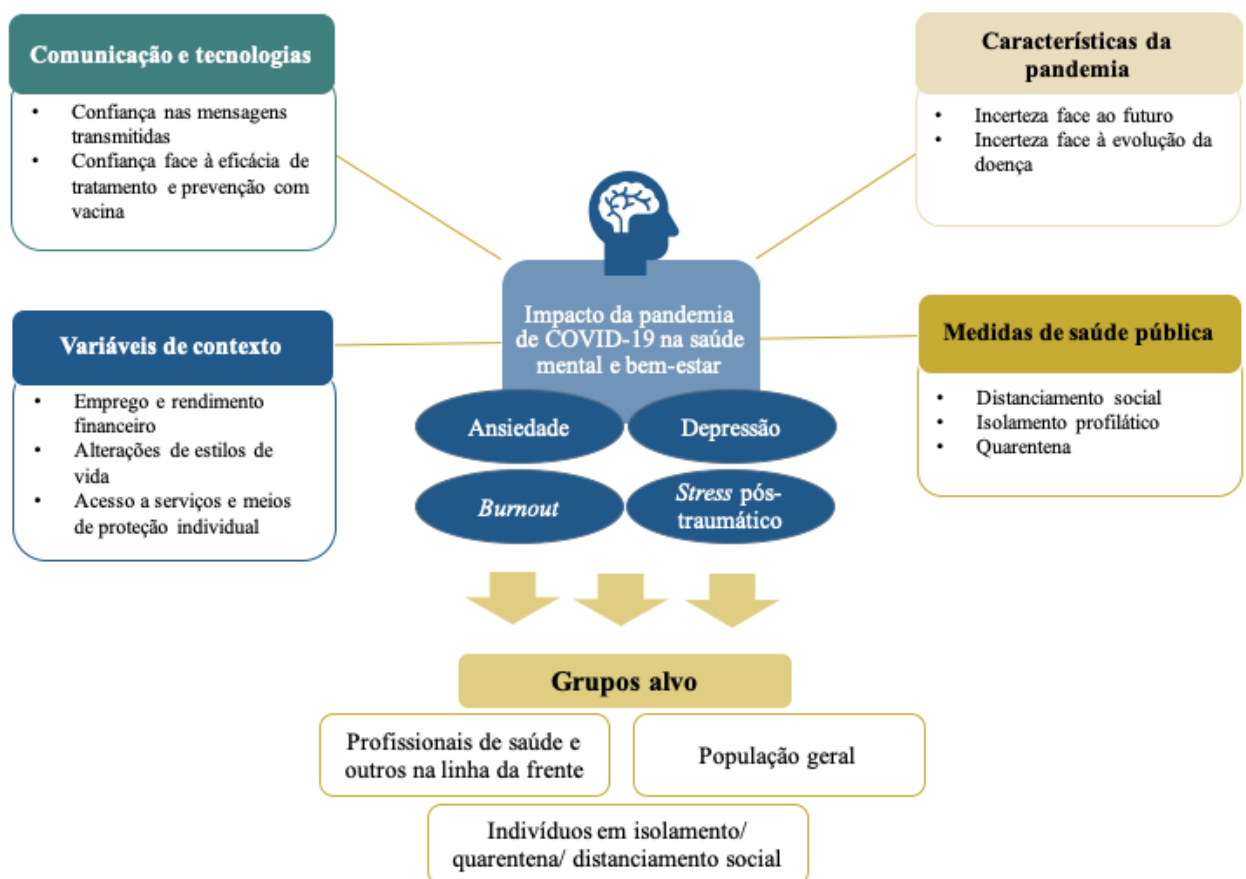 Comunicação e tecnologias
• Confiança nas mensagens
transmitidas
• Confiança face à eficácia de
tratamento e prevenção com
vacina
Características da
pandemia
• Incerteza face ao futuro
• Incerteza face à evolução da
doença
Impacto da pandemia
de COVID-19 na saúde
mental e bem-estar
Variáveis de contexto
• Emprego e rendimento
financeiro
• Alterações de estilos de
vida
• Acesso a serviços e meios
de proteção individual
Medidas de saúde pública
• Distanciamento social
• Isolamento profilático
• Quarentena
Ansiedade
Depressão
Burnout
Stress pós-
traumático
Grupos alvo
Profissionais de saúde e
outros na linha da frente
População geral
Indivíduos em isolamento/
quarentena/ distanciamento social